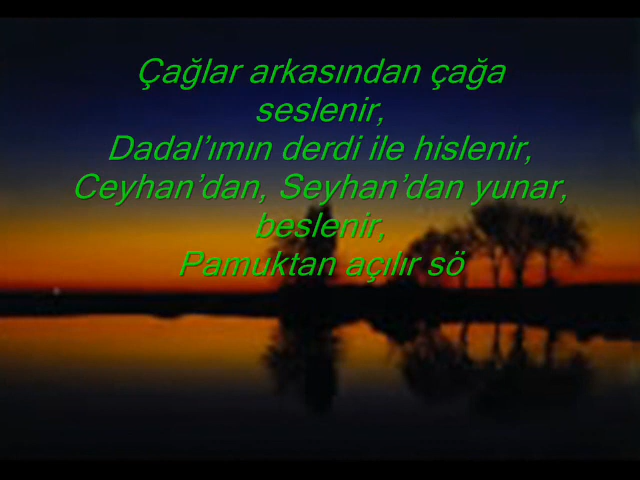 Çağlar arkasından çağa
seslenir,
Dadal’ımın derdi ile hislenir,
Ceyhan’dan, Seyhan’dan yunar,
beslenir,
Pamuktan açılır sö